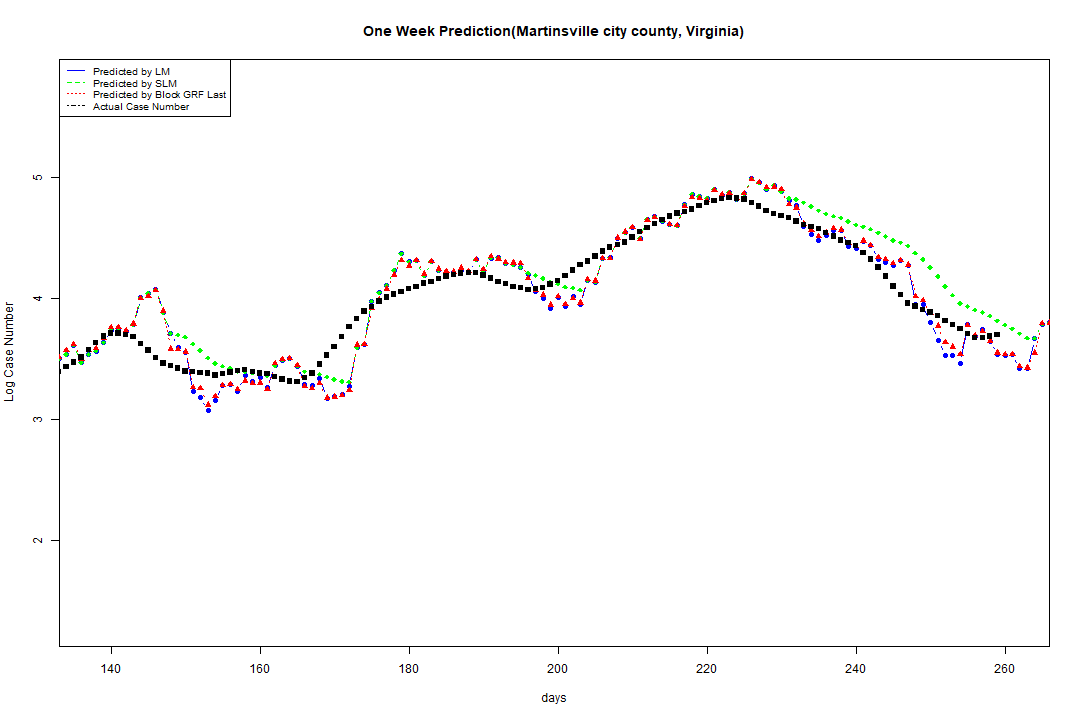 One Week Prediction(Martinsville city county, Virginia)
Predicted by LM
Predicted by SLM
Predicted by Block GRF Last
Actual Case Number
5
4
3
2
Log Case Number
140 160 180 200 220 240 260
days